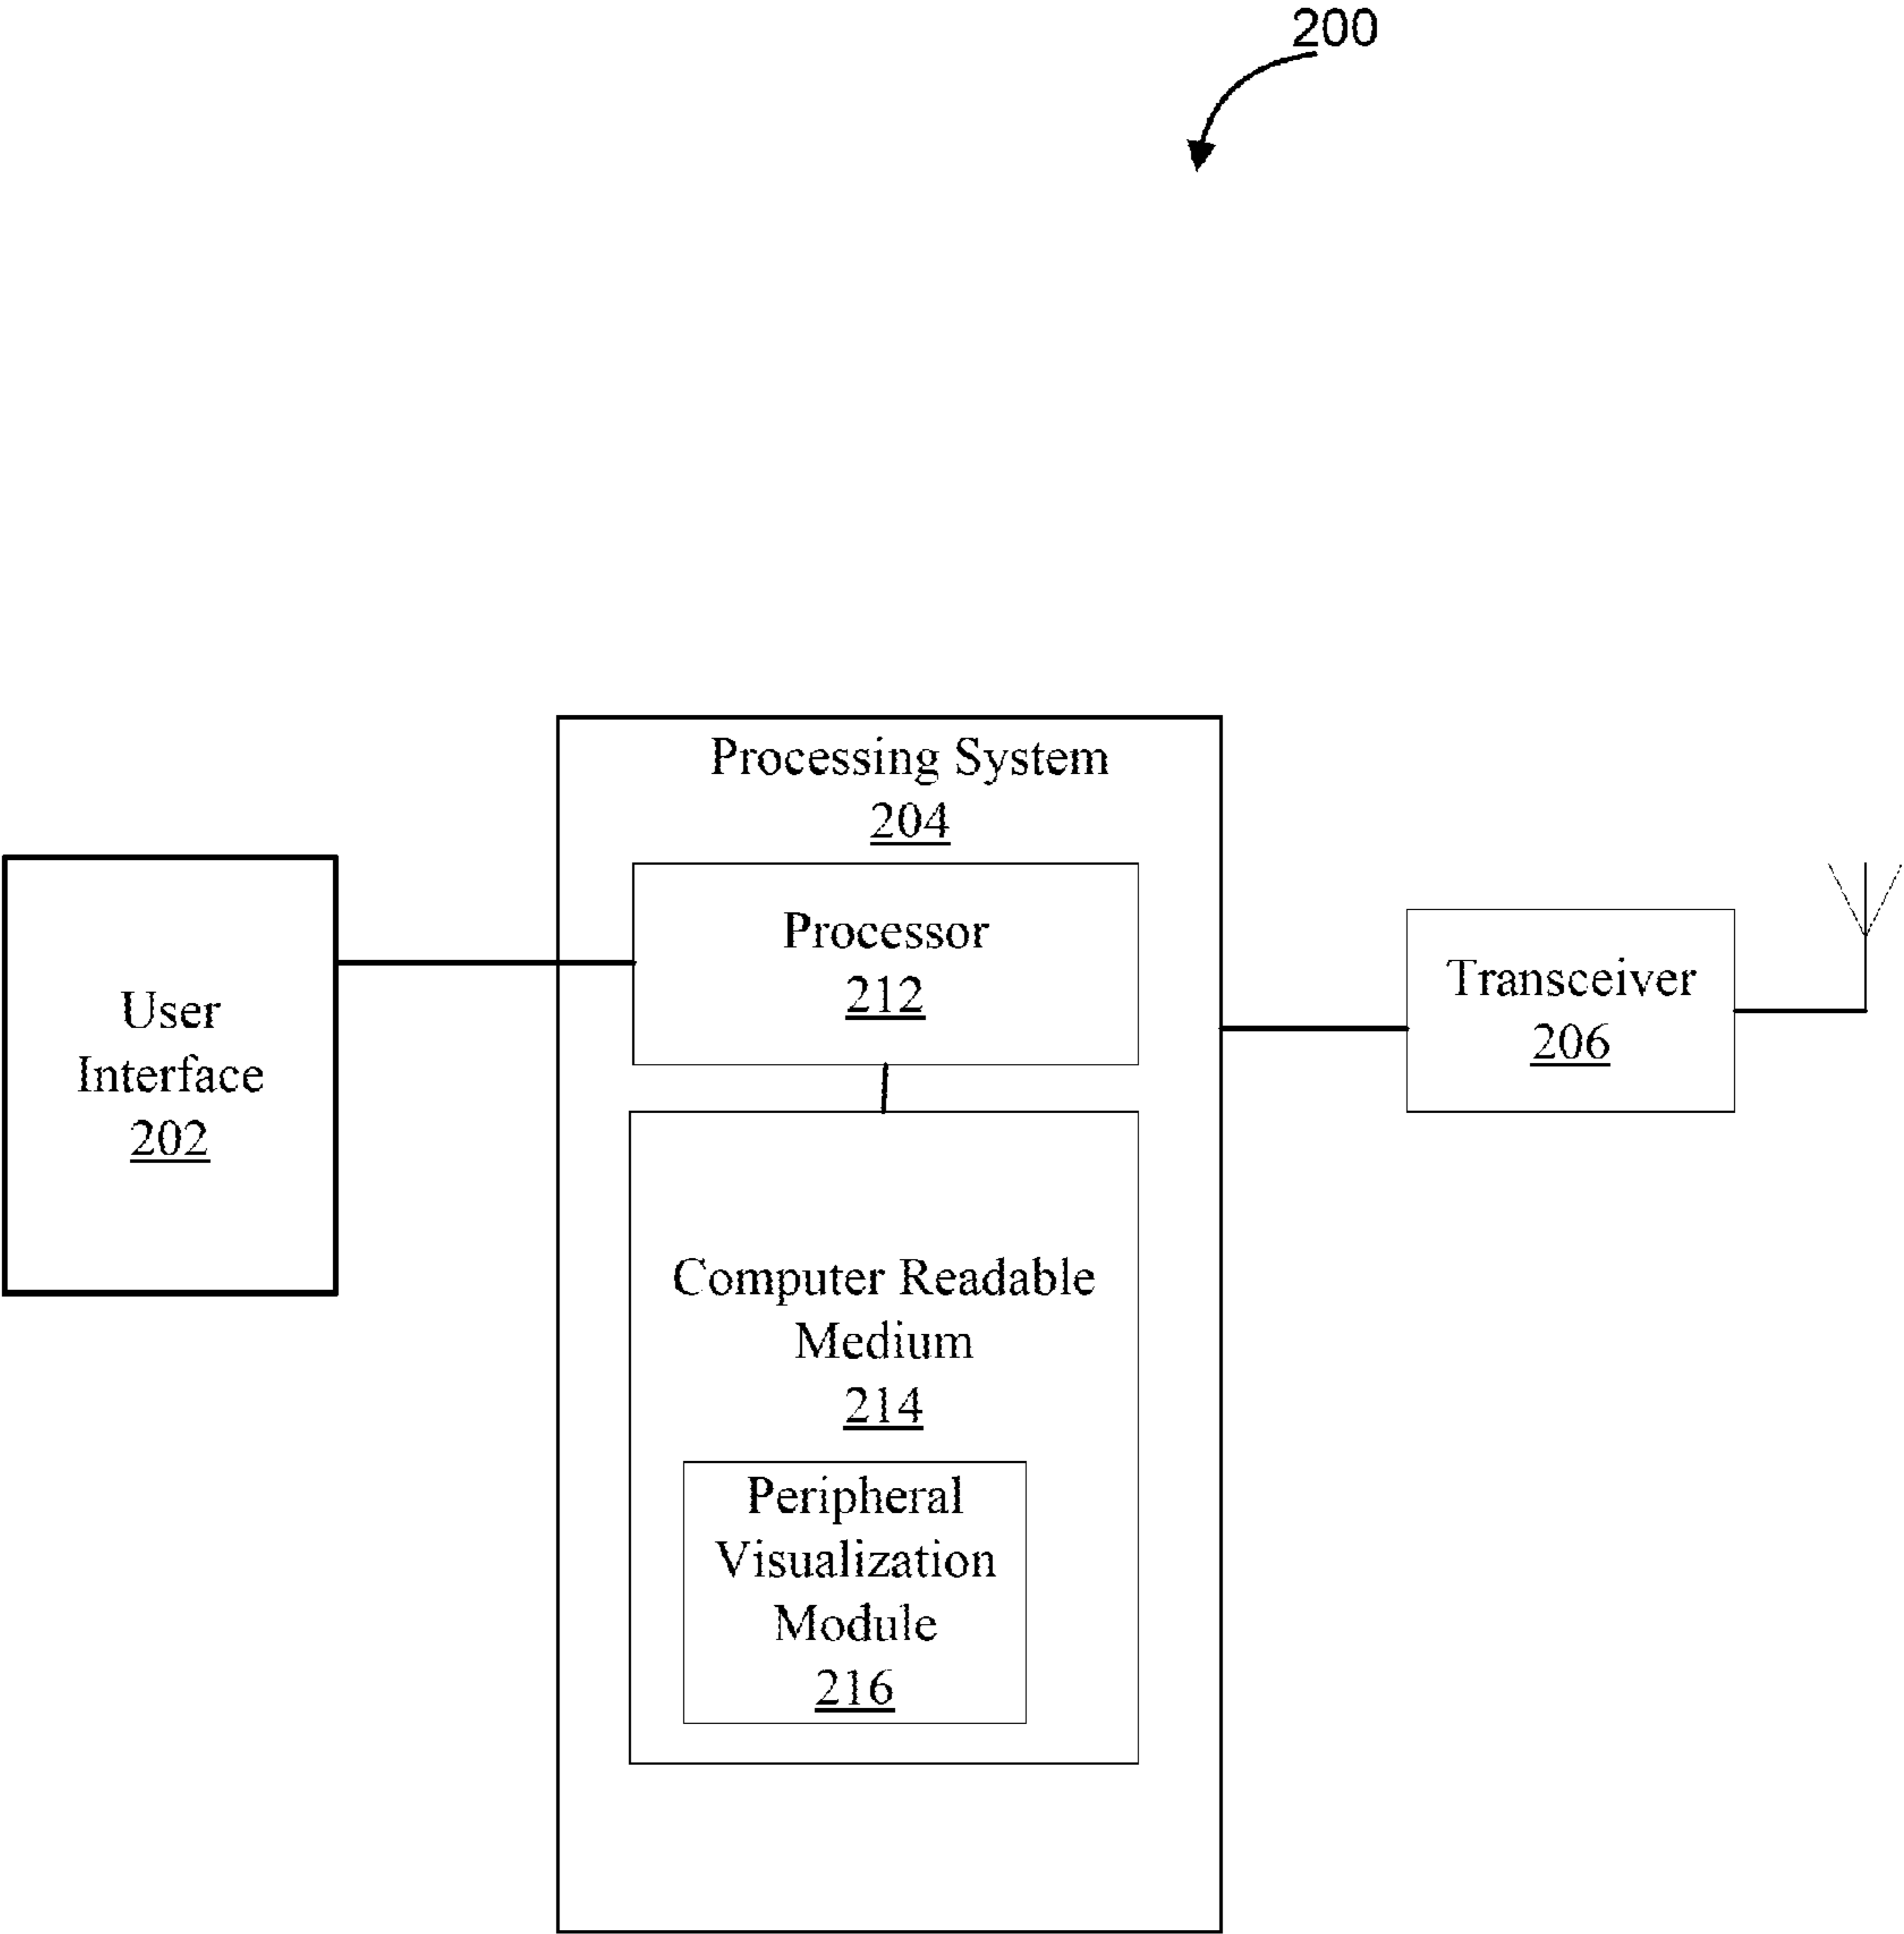 200
Processing System
204
Processor
212
User
Interface
202
Transceiver
206
Computer Readable
Medium
214
Peripheral
Visualization
Module
216